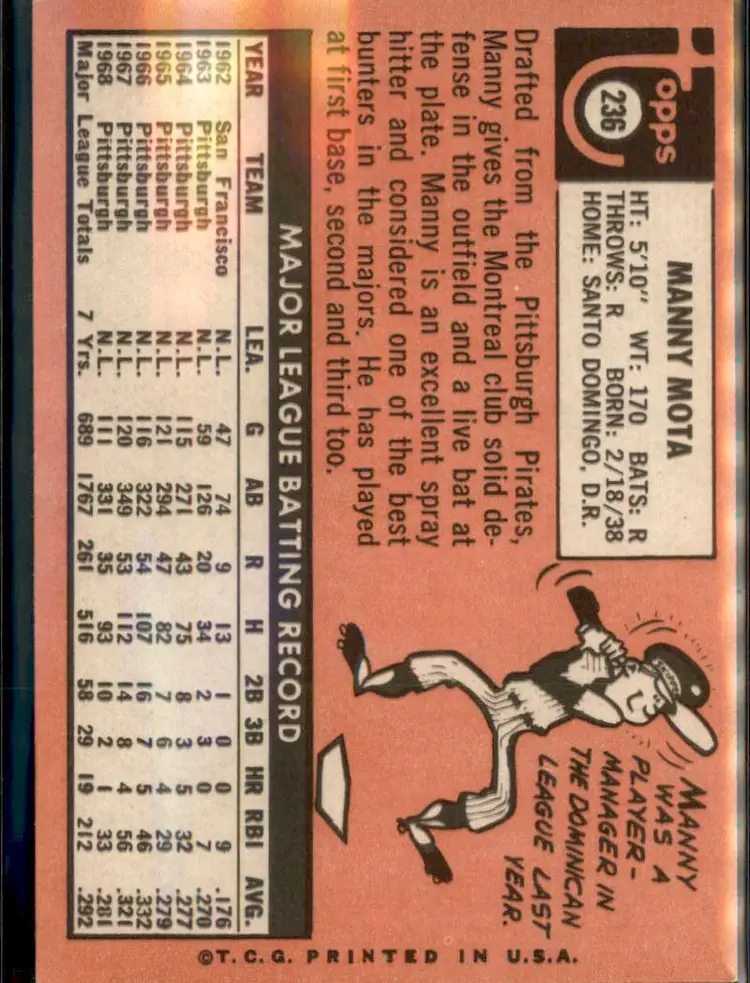 Topps
236
MANNY MOTA
HT: 5'10" WT: 170 BATS: R
THROWS: R BORN: 2/18/38
HOME: SANTO DOMINGO, D.R.
Drafted from the Pittsburgh Pirates,
Manny gives the Montreal club solid de-
fense in the outfield and a live bat at
the plate. Manny is an excellent spray
hitter and considered one of the best
bunters in the majors. He has played
at first base, second and third too.
MANNY
WAS A
PLAYER-
MANAGER IN
THE DOMINICAN
LEAGUE LAST
YEAR.
MAJOR LEAGUE BATTING RECORD
YEAR TEAM LEA. G AB R H 2B 3B HR RBI AVG.
1962 San Francisco N.L. 47 74 9 13 1 0 0 9 .176
1963 Pittsburgh N.L. 59 126 20 34 2 3 0 7 .270
1964 Pittsburgh N.L. 115 271 43 75 8 3 5 32 .277
1965 Pittsburgh N.L. 121 294 47 82 7 6 4 29 .279
1966 Pittsburgh N.L. 116 322 54 107 16 7 5 46 .332
1967 Pittsburgh N.L. 120 349 53 112 14 8 4 56 .321
1968 Pittsburgh N.L. 111 331 35 93 10 2 1 33 .281
Major League Totals 7 Yrs. 689 1767 261 516 58 29 19 212 .292
©T.C.G. PRINTED IN U.S.A.